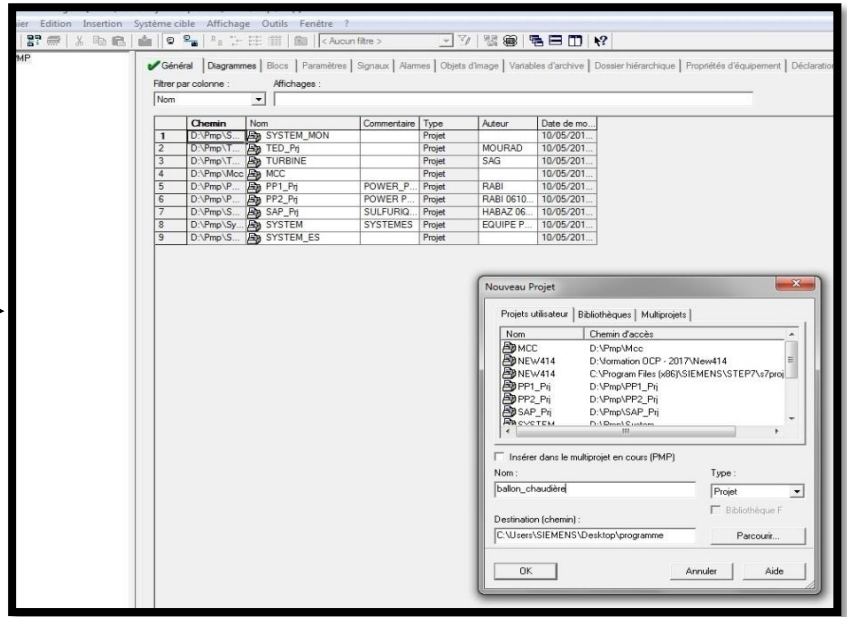 Edition Insertion Système cible Affichage Outils Fenêtre ?
< Aucun filtre >
Général Diagrammes Blocs Paramètres Signaux Alarmes Objets d'image Variables d'archive Dossier hiérarchique Propriétés d'équipement
Filtrer par colonne : Affichages :
Nom
Chemin Nom Commentaire Type Auteur Date de mo...
1 D:\Pmp\S... SYSTEM_MON Projet 10/05/201...
2 D:\Pmp\T... TED_Prj Projet MOURAD 10/05/201...
3 D:\Pmp\T... TURBINE Projet SAG 10/05/201...
4 D:\Pmp\Mcc MCC Projet 10/05/201...
5 D:\Pmp\P... PP1_Prj POWER_P... Projet RABI 10/05/201...
6 D:\Pmp\P... PP2_Prj POWER P... Projet RABI 0610... 10/05/201...
7 D:\Pmp\S... SAP_Prj SULFURIQ... Projet HABAZ 06... 10/05/201...
8 D:\Pmp\Sy... SYSTEM SYSTEMES Projet EQUIPE P... 10/05/201...
9 D:\Pmp\S... SYSTEM_ES Projet 10/05/201...
Nouveau Projet
Projets utilisateur Bibliothèques Multiprojets
Nom Chemin d'accès
MCC D:\Pmp\Mcc
NEW414 D:\formation OCP - 2017\New414
NEW414 C:\Program Files (x86)\SIEMENS\STEP7\s7proj
PP1_Prj D:\Pmp\PP1_Prj
PP2_Prj D:\Pmp\PP2_Prj
SAP_Prj D:\Pmp\SAP_Prj
SYSTEM D:\Pmp\System
Insérer dans le multiprojet en cours (PMP)
Nom : Type :
ballon_chaudière Projet
Bibliothèque F
Destination (chemin) :
C:\Users\SIEMENS\Desktop\programme Parcourir...
OK Annuler Aide